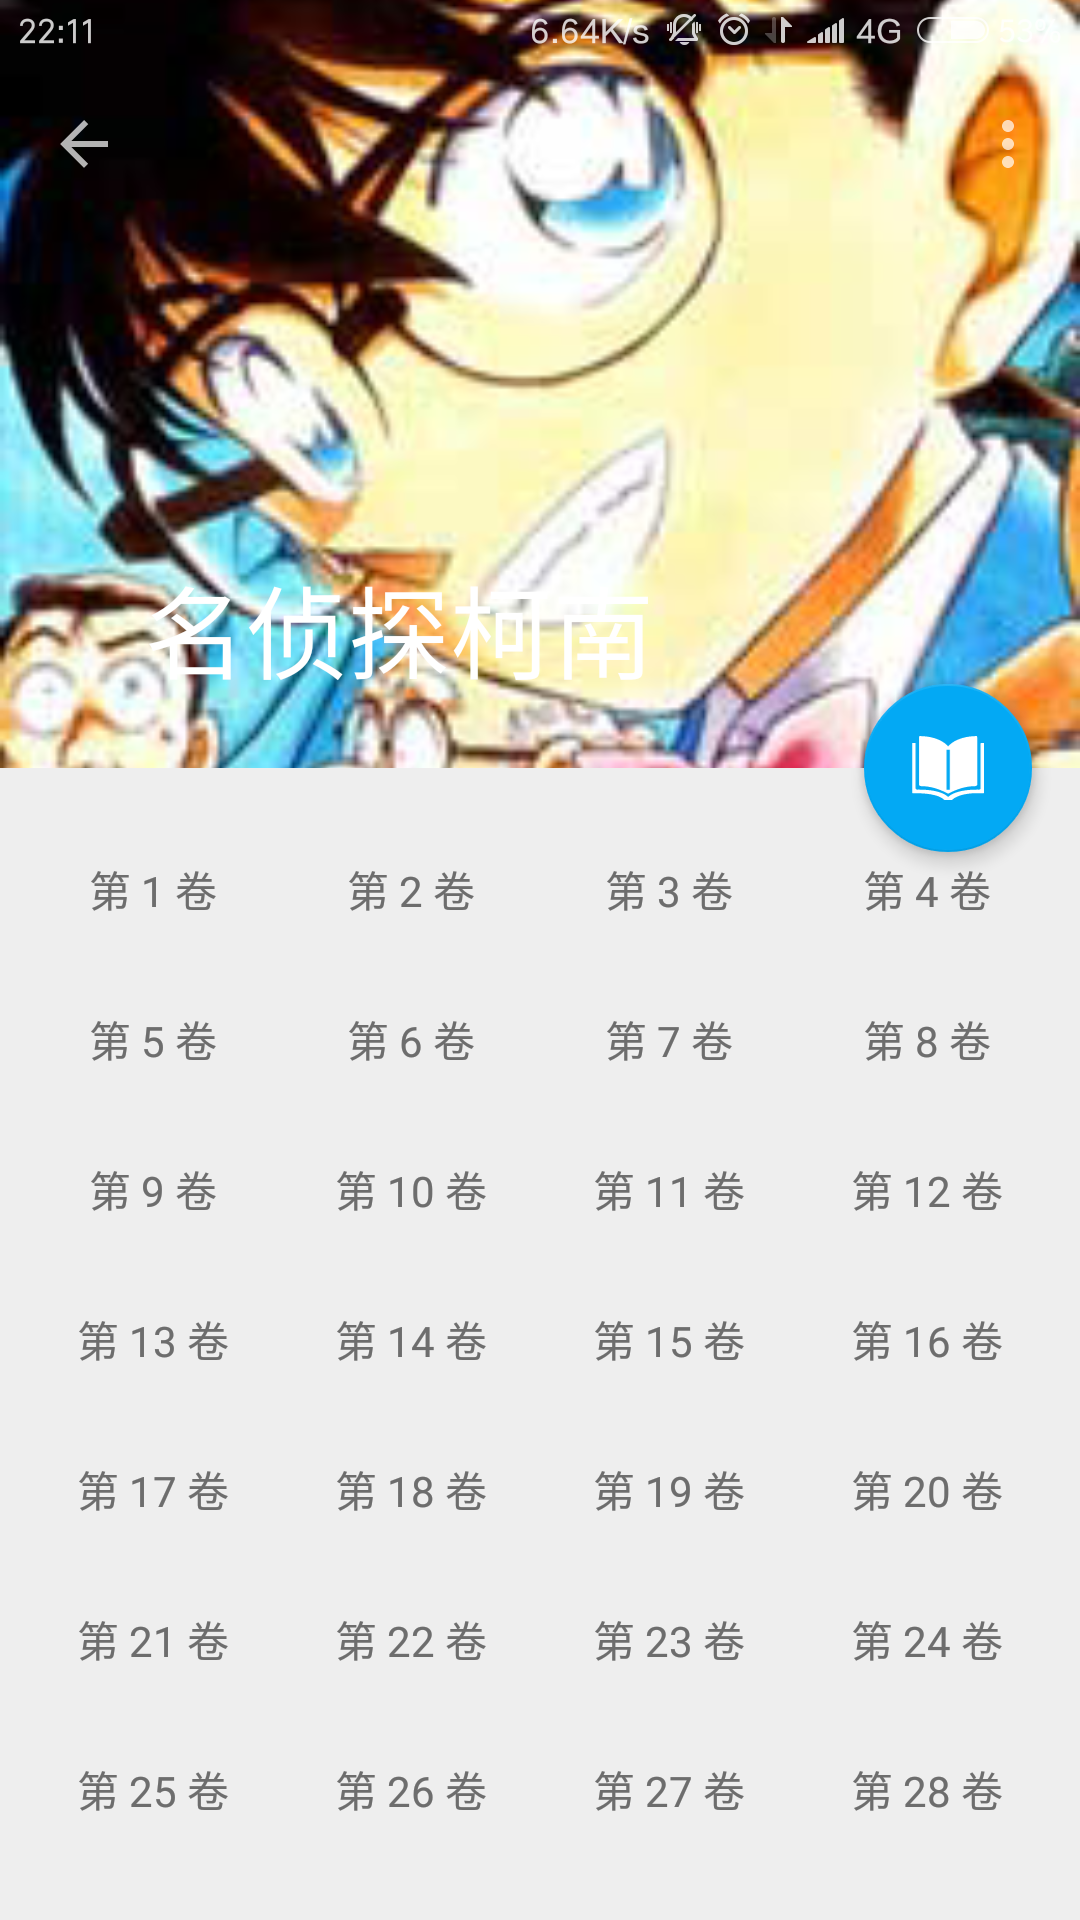 22:11 6.64K/s 4G
名侦探柯南
第 1 卷 第 2 卷 第 3 卷 第 4 卷
第 5 卷 第 6 卷 第 7 卷 第 8 卷
第 9 卷 第 10 卷 第 11 卷 第 12 卷
第 13 卷 第 14 卷 第 15 卷 第 16 卷
第 17 卷 第 18 卷 第 19 卷 第 20 卷
第 21 卷 第 22 卷 第 23 卷 第 24 卷
第 25 卷 第 26 卷 第 27 卷 第 28 卷